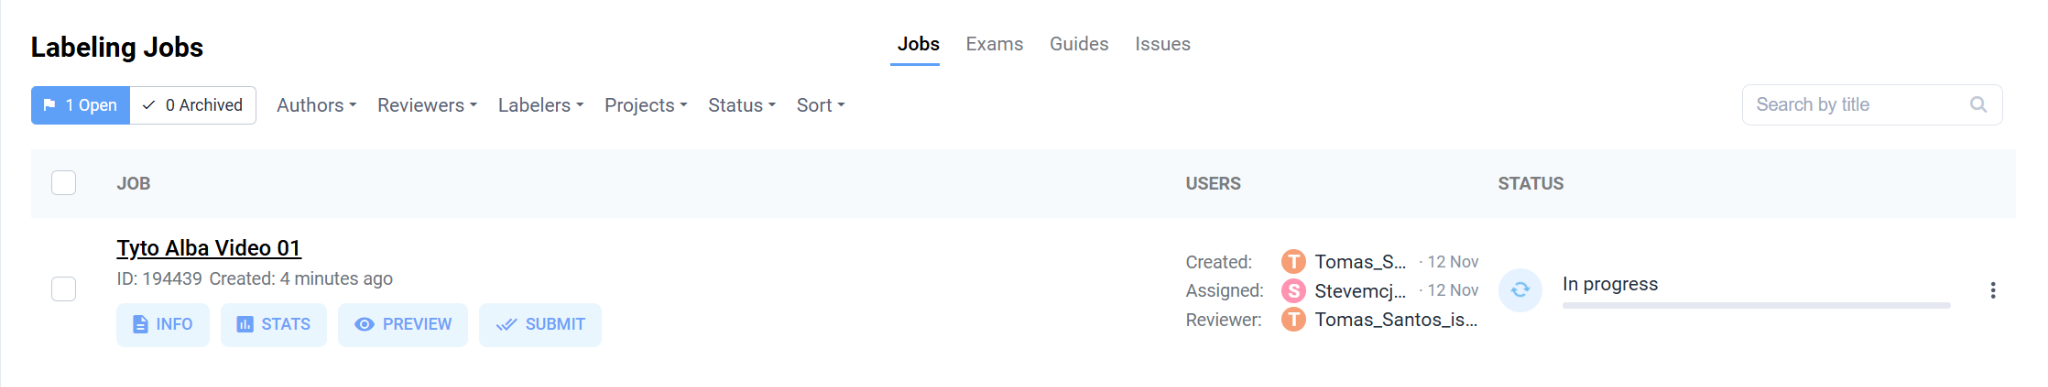 Labeling Jobs
Jobs Exams Guides Issues
1 Open 0 Archived Authors Reviewers Labelers Projects Status Sort Search by title
JOB USERS STATUS
Tyto Alba Video 01
ID: 194439 Created: 4 minutes ago
INFO STATS PREVIEW SUBMIT
Created: T Tomas_S... · 12 Nov
Assigned: S Stevemcj... · 12 Nov
Reviewer: T Tomas_Santos_is...
In progress